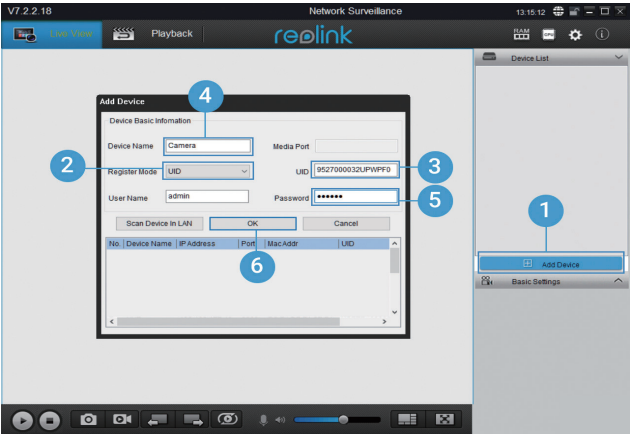 V7.2.2.18 Network Surveillance 13:15:12
Live View Playback reolink RAM CPU
Device List
Add Device
4
Device Basic Infomation
Device Name Camera Media Port
2 Register Mode UID UID 9527000032UPWPF0 3
User Name admin Password •••••• 5
1
Scan Device In LAN OK Cancel
No. Device Name IP Address Port MacAddr UID
6
Add Device
Basic Settings